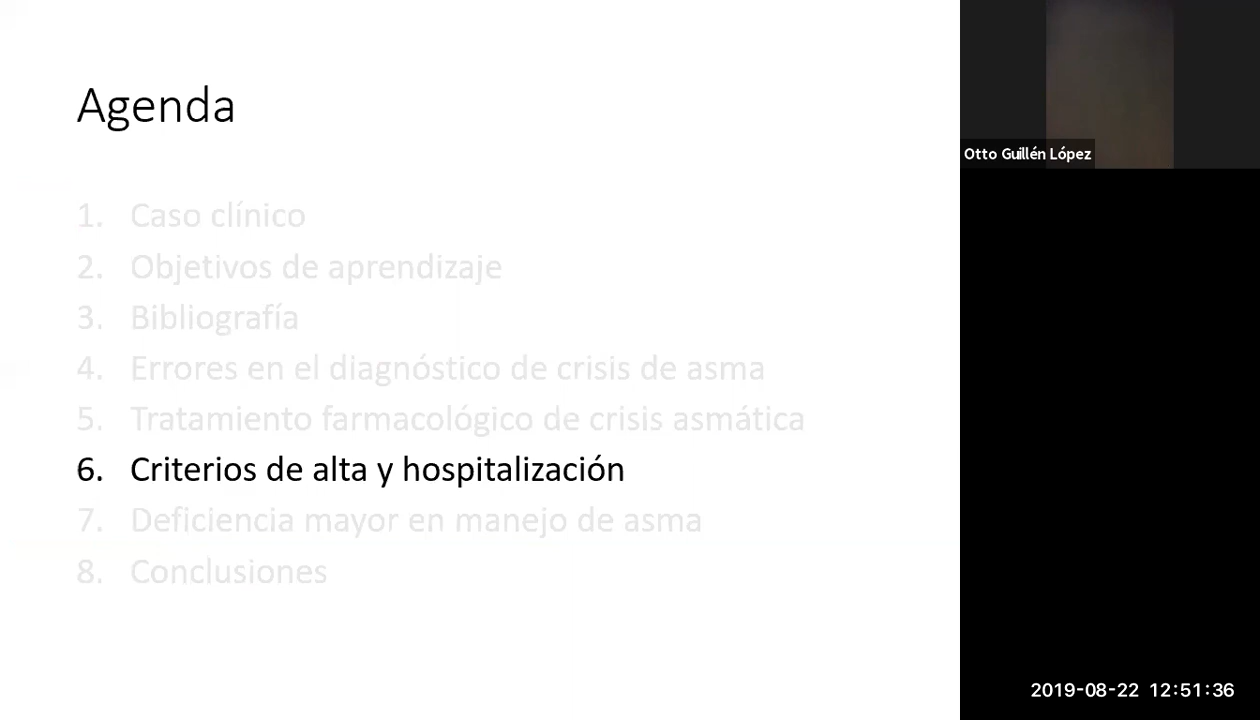 Agenda
1. Caso clínico
2. Objetivos de aprendizaje
3. Bibliografía
4. Errores en el diagnóstico de crisis de asma
5. Tratamiento farmacológico de crisis asmática
6. Criterios de alta y hospitalización
7. Deficiencia mayor en manejo de asma
8. Conclusiones
Otto Guillén López
2019-08-22 12:51:36